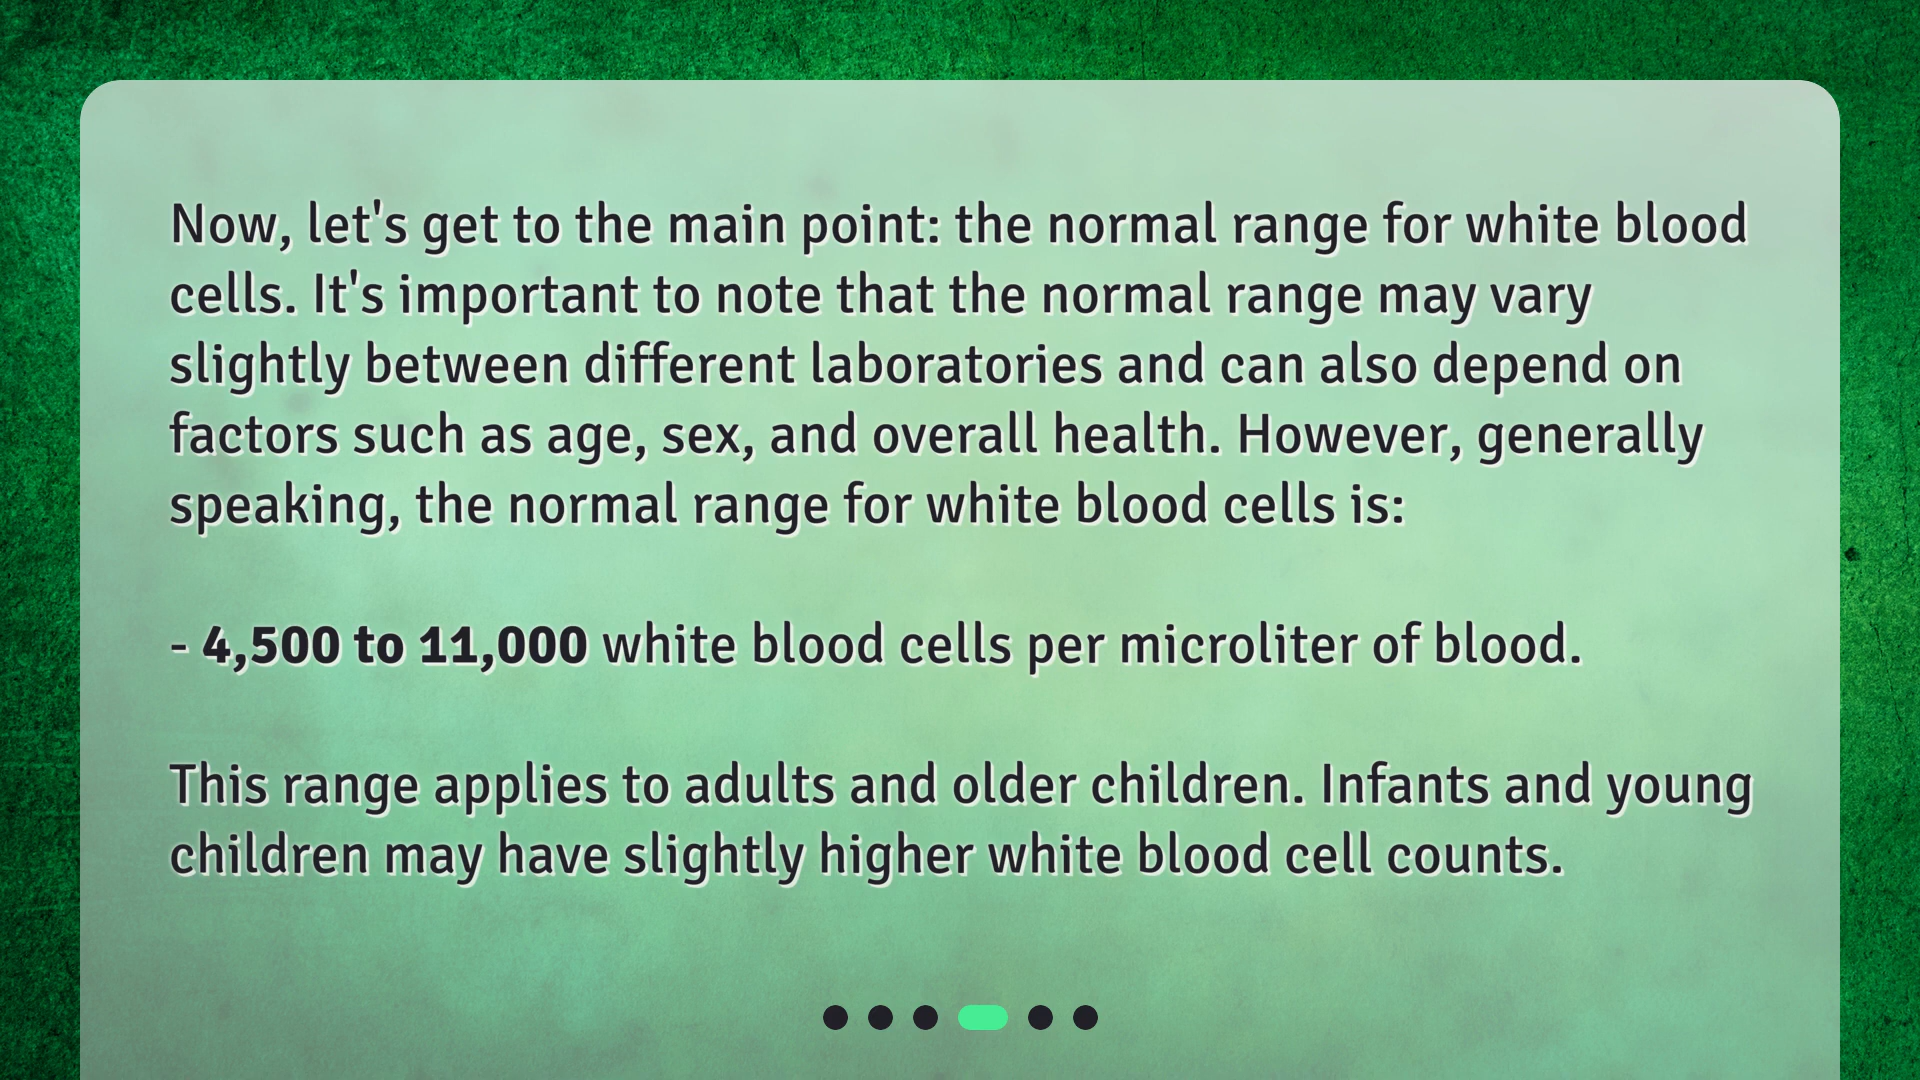 Now, let's get to the main point: the normal range for white blood
cells. It's important to note that the normal range may vary
slightly between different laboratories and can also depend on
factors such as age, sex, and overall health. However, generally
speaking, the normal range for white blood cells is:
- 4,500 to 11,000 white blood cells per microliter of blood.
This range applies to adults and older children. Infants and young
children may have slightly higher white blood cell counts.